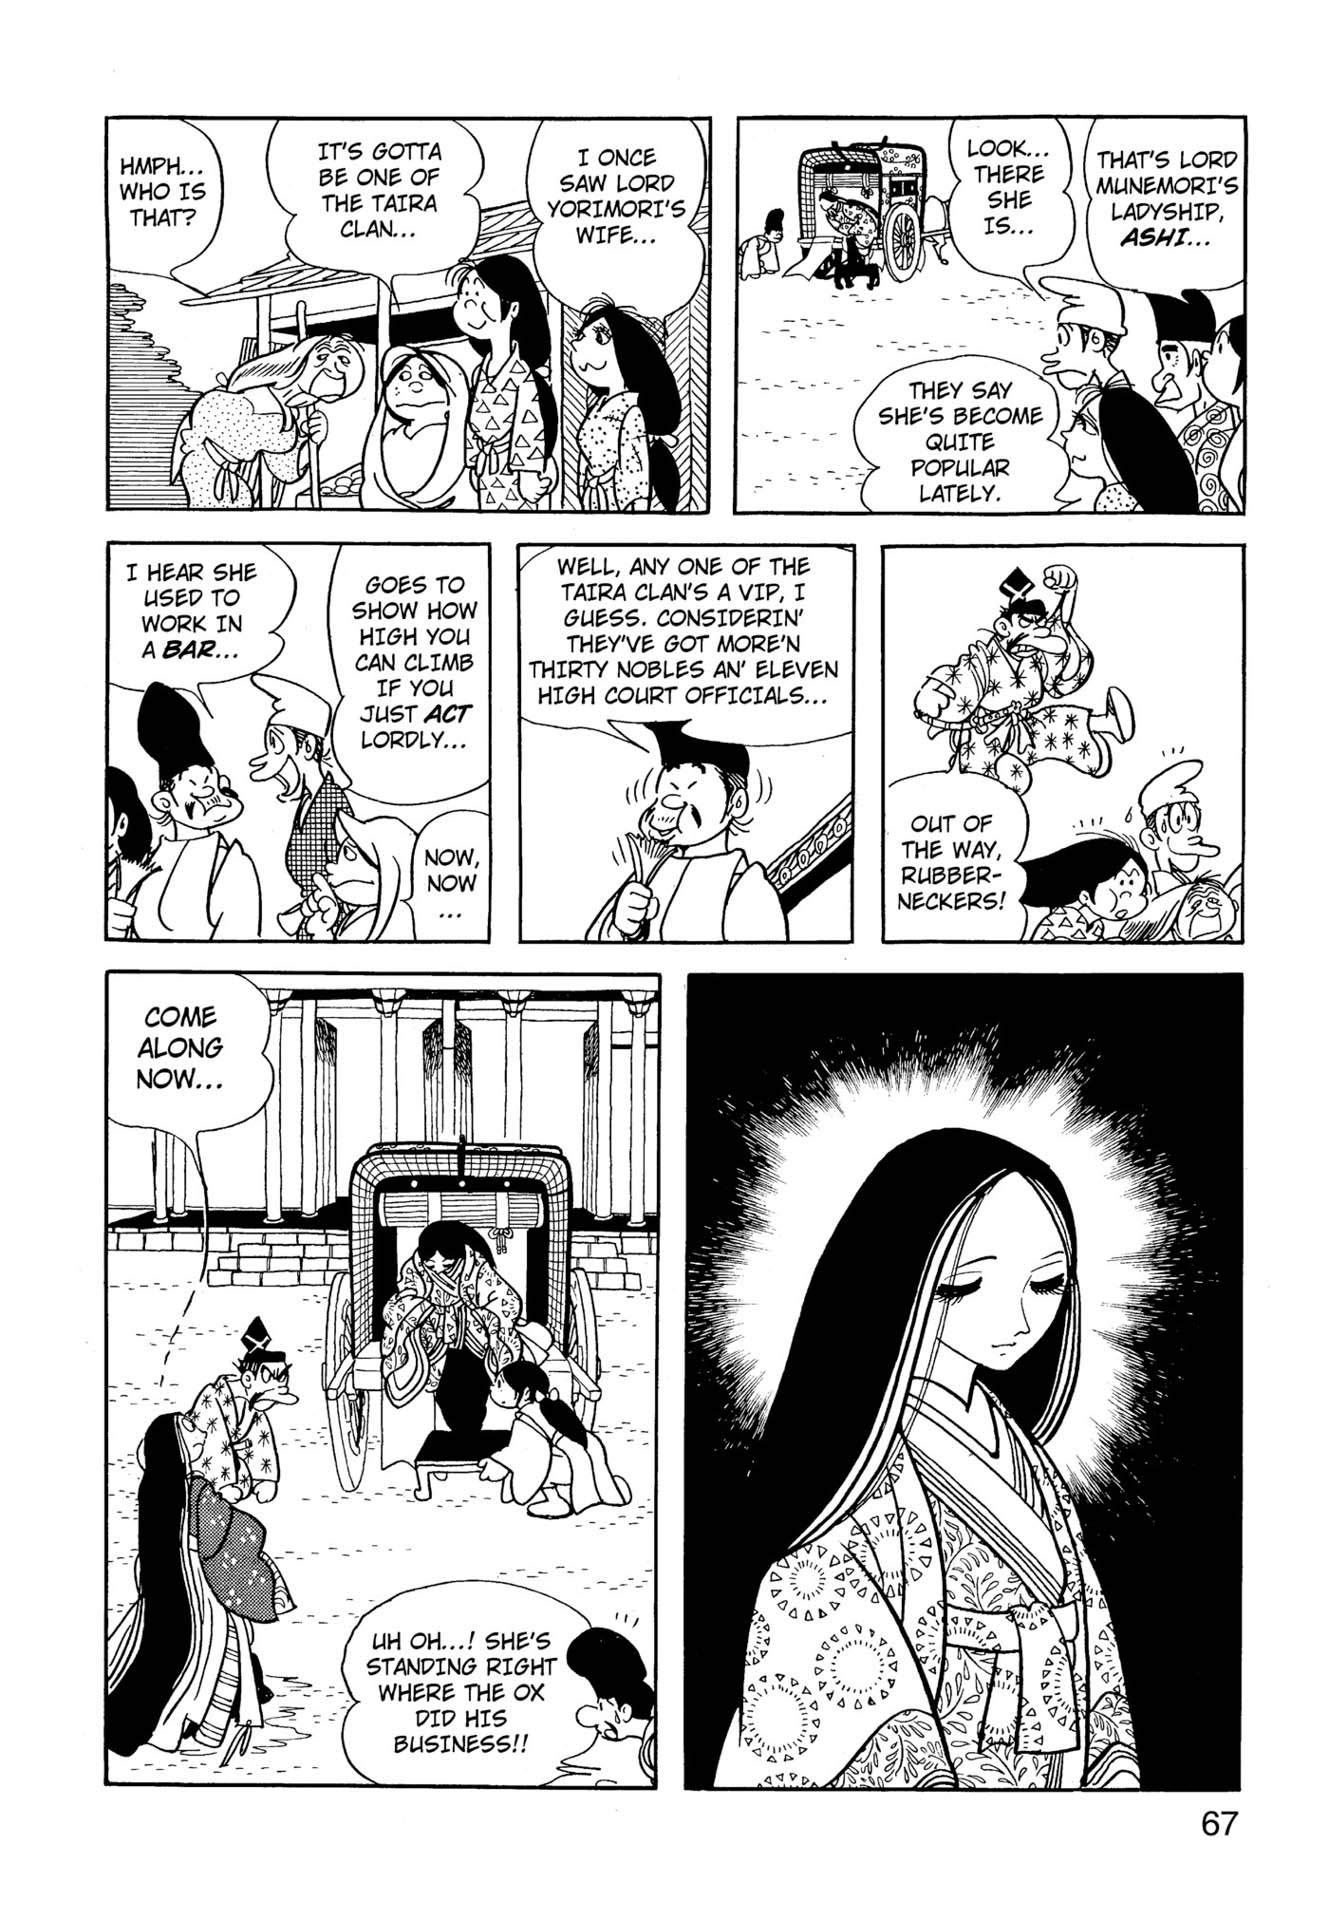 HMPH...
WHO IS
THAT?
IT'S GOTTA
BE ONE OF
THE TAIRA
CLAN...
I ONCE
SAW LORD
YORIMORI'S
WIFE...
LOOK...
THERE
SHE
IS...
THAT'S LORD
MUNEMORI'S
LADYSHIP,
ASHI...
THEY SAY
SHE'S BECOME
QUITE
POPULAR
LATELY.
I HEAR SHE
USED TO
WORK IN
A BAR...
GOES TO
SHOW HOW
HIGH YOU
CAN CLIMB
IF YOU
JUST ACT
LORDLY...
NOW,
NOW
...
WELL, ANY ONE OF THE
TAIRA CLAN'S A VIP, I
GUESS. CONSIDERIN'
THEY'VE GOT MORE'N
THIRTY NOBLES AN' ELEVEN
HIGH COURT OFFICIALS...
OUT OF
THE WAY,
RUBBER-
NECKERS!
COME
ALONG
NOW...
UH OH...! SHE'S
STANDING RIGHT
WHERE THE OX
DID HIS
BUSINESS!!
67